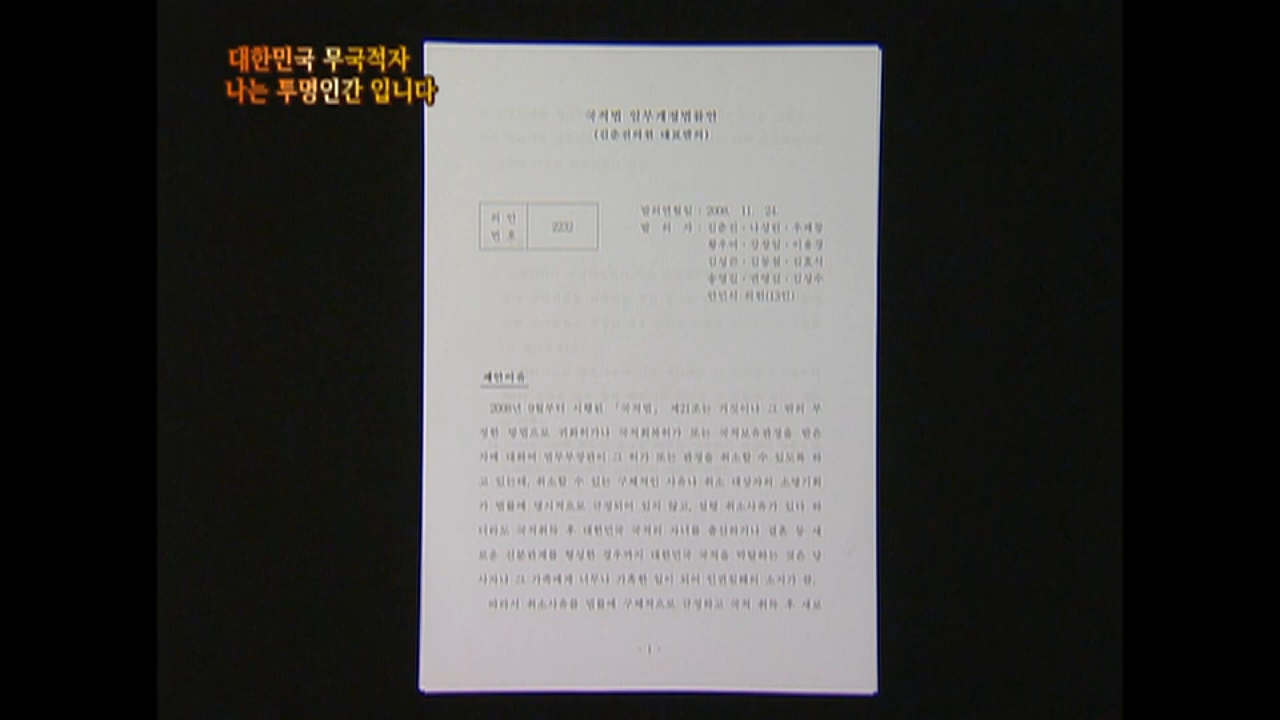 대한민국 무국적자
나는 투명인간 입니다
국적법 일부개정법률안
(김춘진의원 대표발의)
의 안
번 호
2232
발의연월일 : 2008. 11. 24.
발 의 자 : 김춘진ㆍ나성린ㆍ우제창
황우여ㆍ강창일ㆍ이용경
김성곤ㆍ김동철ㆍ김효석
송영길ㆍ권영길ㆍ김상수
안민석 의원(13인)
제안이유
2008년 9월부터 시행된 「국적법」 제21조는 거짓이나 그 밖의 부
정한 방법으로 귀화허가나 국적회복허가 또는 국적보유판정을 받은
자에 대하여 법무부장관이 그 허가 또는 판정을 취소할 수 있도록 하
고 있는데, 취소할 수 있는 구체적인 사유나 취소 대상자의 소명기회
가 법률에 명시적으로 규정되어 있지 않고, 설령 취소사유가 있다 하
더라도 국적취득 후 대한민국 국적의 자녀를 출산하거나 결혼 등 새
로운 신분관계를 형성한 경우까지 대한민국 국적을 박탈하는 것은 당
사자나 그 가족에게 너무나 가혹한 일이 되어 인권침해의 소지가 큼.
따라서 취소사유를 법률에 구체적으로 규정하고 국적 취득 후 새로
- 1 -